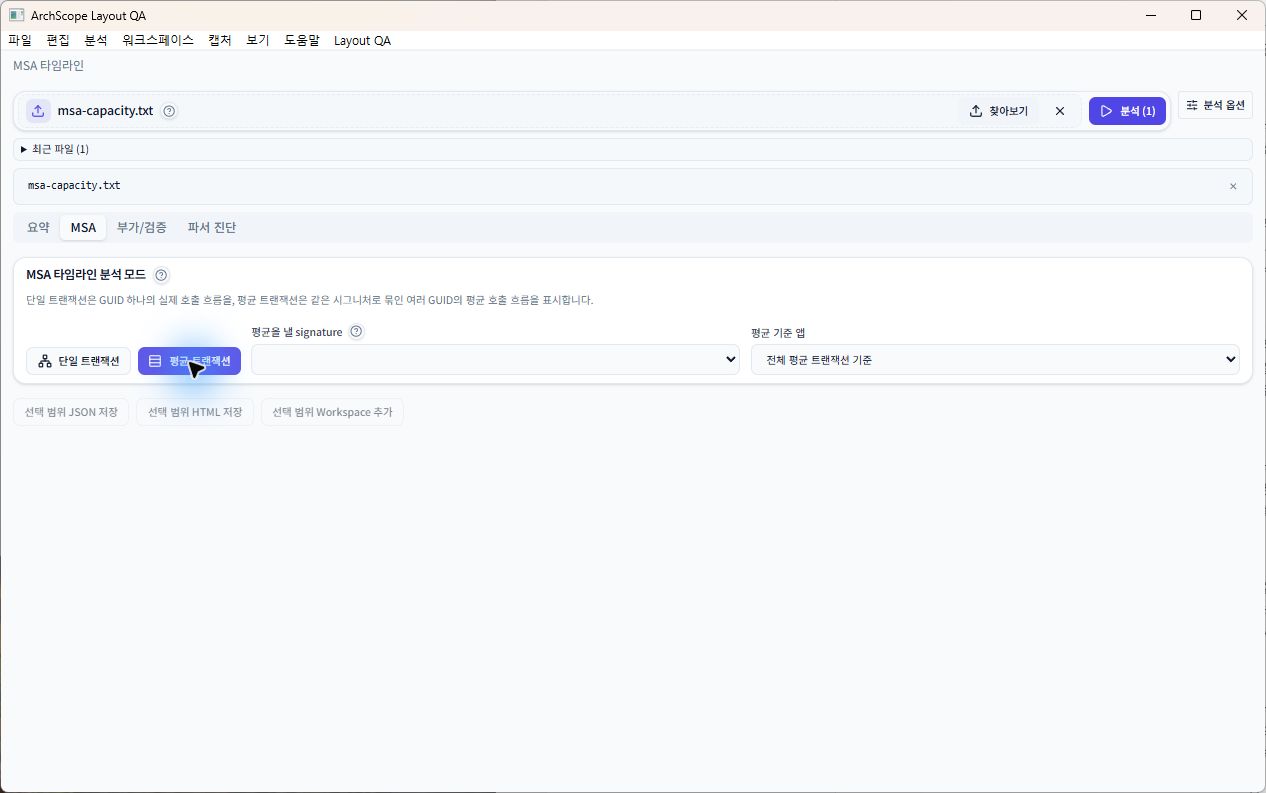 ArchScope Layout QA
파일 편집 분석 워크스페이스 캡처 보기 도움말 Layout QA
MSA 타임라인
msa-capacity.txt ? 찾아보기 × 분석 (1) 분석 옵션
▶ 최근 파일 (1)
msa-capacity.txt ×
요약 MSA 부가/검증 파서 진단
MSA 타임라인 분석 모드 ?
단일 트랜잭션은 GUID 하나의 실제 호출 흐름을, 평균 트랜잭션은 같은 시그니처로 묶인 여러 GUID의 평균 호출 흐름을 표시합니다.
평균을 낼 signature ? 평균 기준 앱
단일 트랜잭션 평균 트랜잭션 전체 평균 트랜잭션 기준
선택 범위 JSON 저장 선택 범위 HTML 저장 선택 범위 Workspace 추가